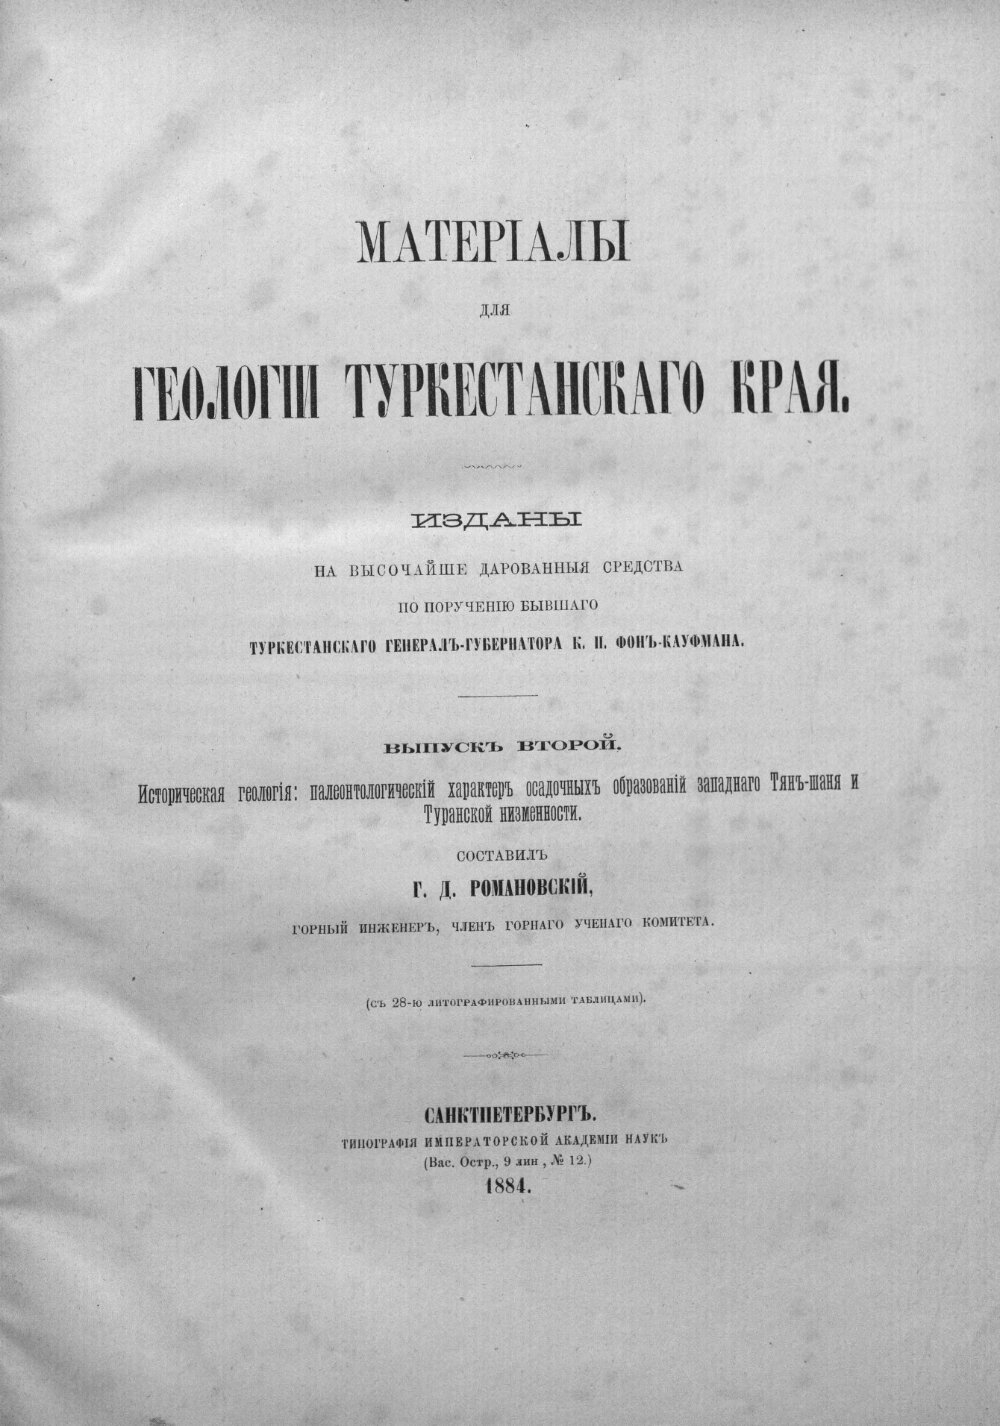 МАТЕРІАЛЫ
ДЛЯ
ГЕОЛОГІИ ТУРКЕСТАНСКАГО КРАЯ.
ИЗДАНЫ
НА ВЫСОЧАЙШЕ ДАРОВАННЫЯ СРЕДСТВА
ПО ПОРУЧЕНІЮ БЫВШАГО
ТУРКЕСТАНСКАГО ГЕНЕРАЛЪ-ГУБЕРНАТОРА К. П. ФОНЪ-КАУФМАНА.
ВЫПУСКЪ ВТОРОЙ.
Историческая геологія: палеонтологическій характеръ осадочныхъ образованій западнаго Тянъ-шаня и
Туранской низменности.
СОСТАВИЛЪ
Г. Д. РОМАНОВСКІЙ,
ГОРНЫЙ ИНЖЕНЕРЪ, ЧЛЕНЪ ГОРНАГО УЧЕНАГО КОМИТЕТА.
(СЪ 28-Ю ЛИТОГРАФИРОВАННЫМИ ТАБЛИЦАМИ).
САНКТПЕТЕРБУРГЪ.
ТИПОГРАФІЯ ИМПЕРАТОРСКОЙ АКАДЕМІИ НАУКЪ
(Вас. Остр., 9 лин , № 12.)
1884.